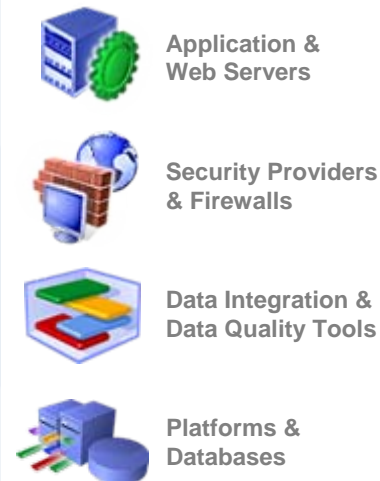 Application &
Web Servers
Security Providers
& Firewalls
Data Integration &
Data Quality Tools
Platforms &
Databases